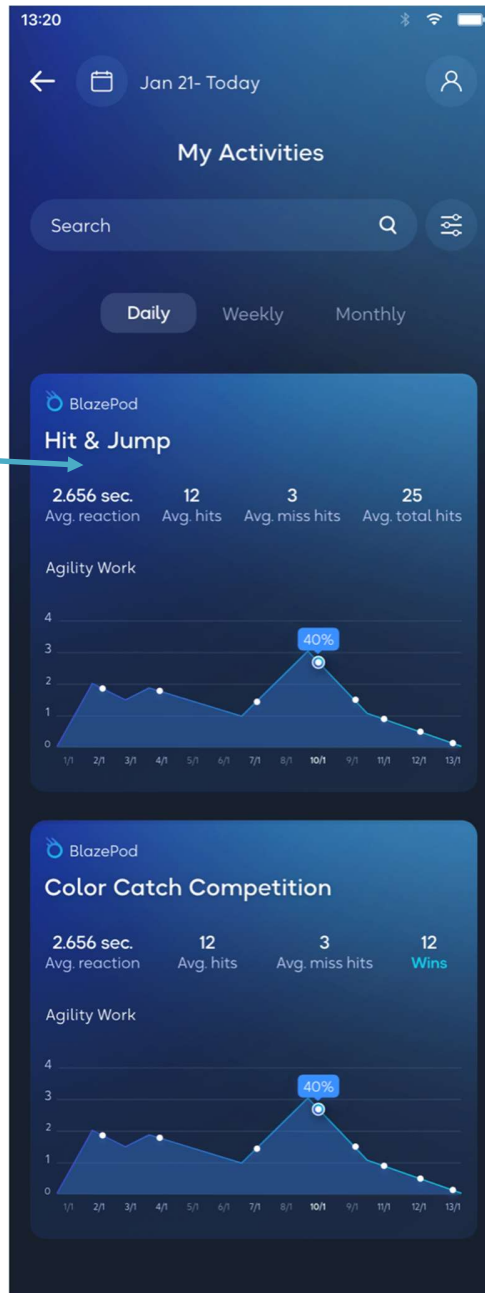 13:20
Jan 21- Today
My Activities
Search
Daily Weekly Monthly
BlazePod
Hit & Jump
2.656 sec. 12 3 25
Avg. reaction Avg. hits Avg. miss hits Avg. total hits
Agility Work
4
40%
3
2
1
0
1/1 2/1 3/1 4/1 5/1 6/1 7/1 8/1 10/1 9/1 11/1 12/1 13/1
BlazePod
Color Catch Competition
2.656 sec. 12 3 12
Avg. reaction Avg. hits Avg. miss hits Wins
Agility Work
4
40%
3
2
1
0
1/1 2/1 3/1 4/1 5/1 6/1 7/1 8/1 10/1 9/1 11/1 12/1 13/1